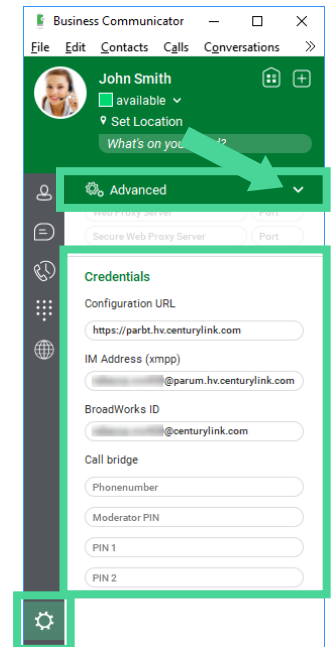 Business Communicator
File Edit Contacts Calls Conversations »
John Smith
available
Set Location
What's on you d?
Advanced
Web Proxy Server Port
Secure Web Proxy Server Port
Credentials
Configuration URL
https://parbt.hv.centurylink.com
IM Address (xmpp)
@parum.hv.centurylink.com
BroadWorks ID
@centurylink.com
Call bridge
Phonenumber
Moderator PIN
PIN 1
PIN 2